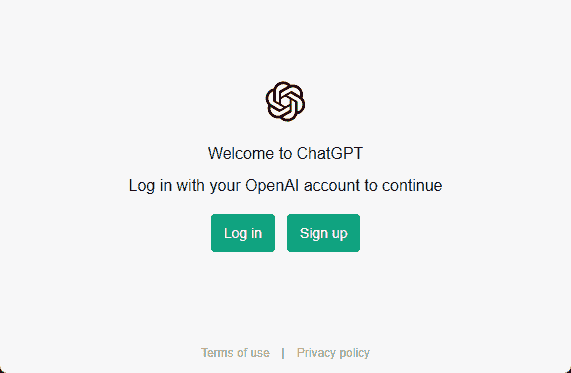 Welcome to ChatGPT
Log in with your OpenAI account to continue
Log in Sign up
Terms of use | Privacy policy